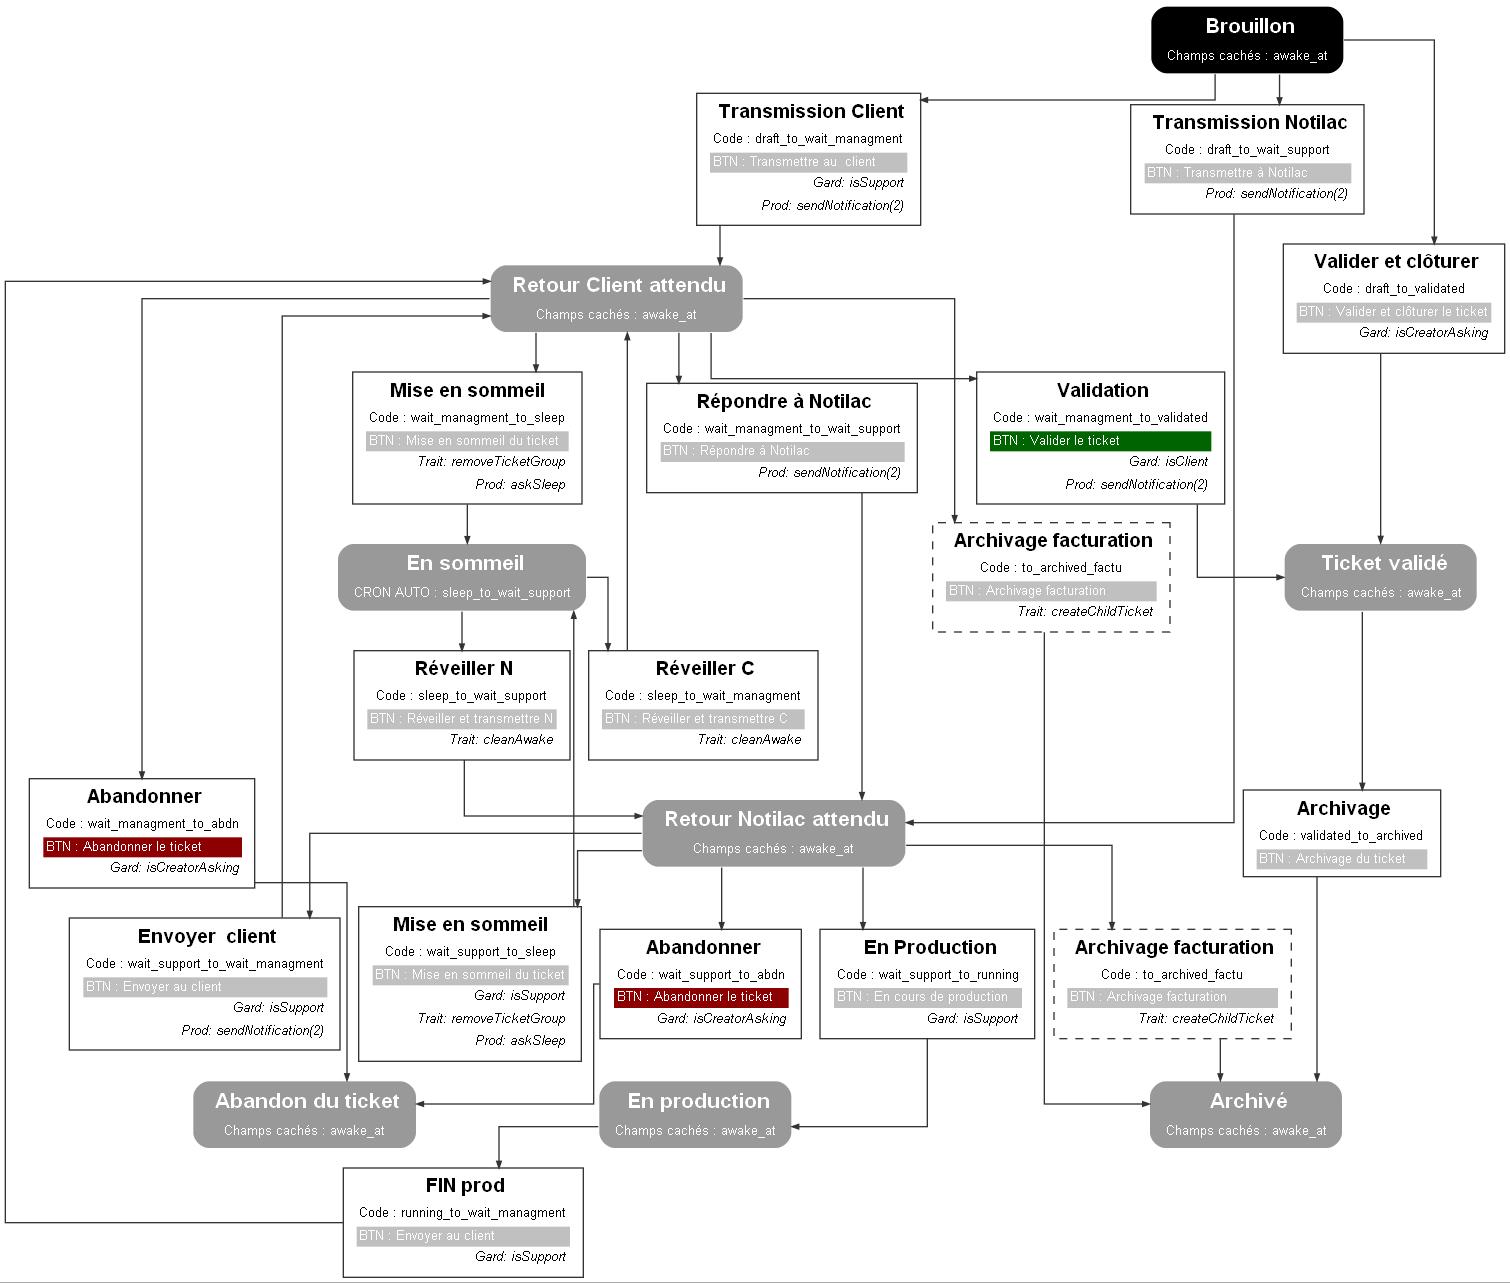 Brouillon
Champs cachés : awake_at
Transmission Client
Code : draft_to_wait_managment
BTN : Transmettre au  client
Gard: isSupport
Prod: sendNotification(2)
Transmission Notilac
Code : draft_to_wait_support
BTN : Transmettre à Notilac
Prod: sendNotification(2)
Valider et clôturer
Code : draft_to_validated
BTN : Valider et clôturer le ticket
Gard: isCreatorAsking
Retour Client attendu
Champs cachés : awake_at
Mise en sommeil
Code : wait_managment_to_sleep
BTN : Mise en sommeil du ticket
Trait: removeTicketGroup
Prod: askSleep
Répondre à Notilac
Code : wait_managment_to_wait_support
BTN : Répondre à Notilac
Prod: sendNotification(2)
Validation
Code : wait_managment_to_validated
BTN : Valider le ticket
Gard: isClient
Prod: sendNotification(2)
Archivage facturation
Code : to_archived_factu
BTN : Archivage facturation
Trait: createChildTicket
En sommeil
CRON AUTO : sleep_to_wait_support
Ticket validé
Champs cachés : awake_at
Réveiller N
Code : sleep_to_wait_support
BTN : Réveiller et transmettre N
Trait: cleanAwake
Réveiller C
Code : sleep_to_wait_managment
BTN : Réveiller et transmettre C
Trait: cleanAwake
Abandonner
Code : wait_managment_to_abdn
BTN : Abandonner le ticket
Gard: isCreatorAsking
Retour Notilac attendu
Champs cachés : awake_at
Archivage
Code : validated_to_archived
BTN : Archivage du ticket
Envoyer  client
Code : wait_support_to_wait_managment
BTN : Envoyer au client
Gard: isSupport
Prod: sendNotification(2)
Mise en sommeil
Code : wait_support_to_sleep
BTN : Mise en sommeil du ticket
Gard: isSupport
Trait: removeTicketGroup
Prod: askSleep
Abandonner
Code : wait_support_to_abdn
BTN : Abandonner le ticket
Gard: isCreatorAsking
En Production
Code : wait_support_to_running
BTN : En cours de production
Gard: isSupport
Archivage facturation
Code : to_archived_factu
BTN : Archivage facturation
Trait: createChildTicket
Abandon du ticket
Champs cachés : awake_at
En production
Champs cachés : awake_at
Archivé
Champs cachés : awake_at
FIN prod
Code : running_to_wait_managment
BTN : Envoyer au client
Gard: isSupport